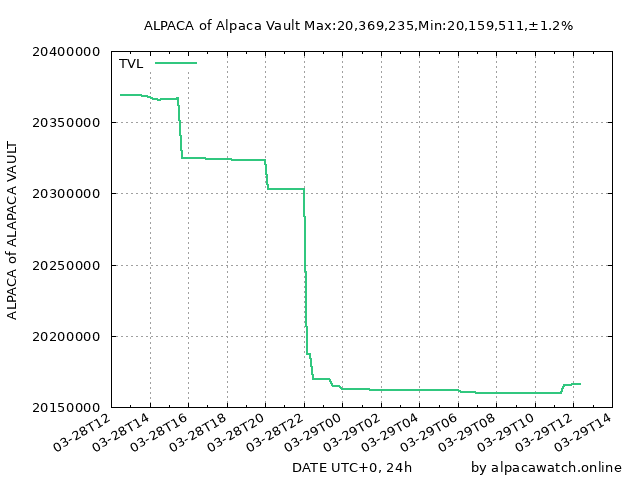 ALPACA of Alpaca Vault Max:20,369,235,Min:20,159,511,±1.2%
20400000
TVL
20350000
20300000
ALPACA of ALAPACA VAULT
20250000
20200000
20150000
03-28T12
03-28T14
03-28T16
03-28T18
03-28T20
03-28T22
03-29T00
03-29T02
03-29T04
03-29T06
03-29T08
03-29T10
03-29T12
03-29T14
DATE UTC+0, 24h
by alpacawatch.online